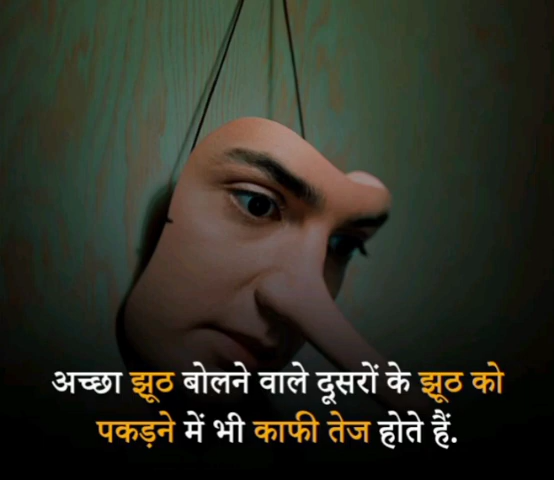 अच्छा झूठ बोलने वाले दूसरों के झूठ को
पकड़ने में भी काफी तेज होते हैं.